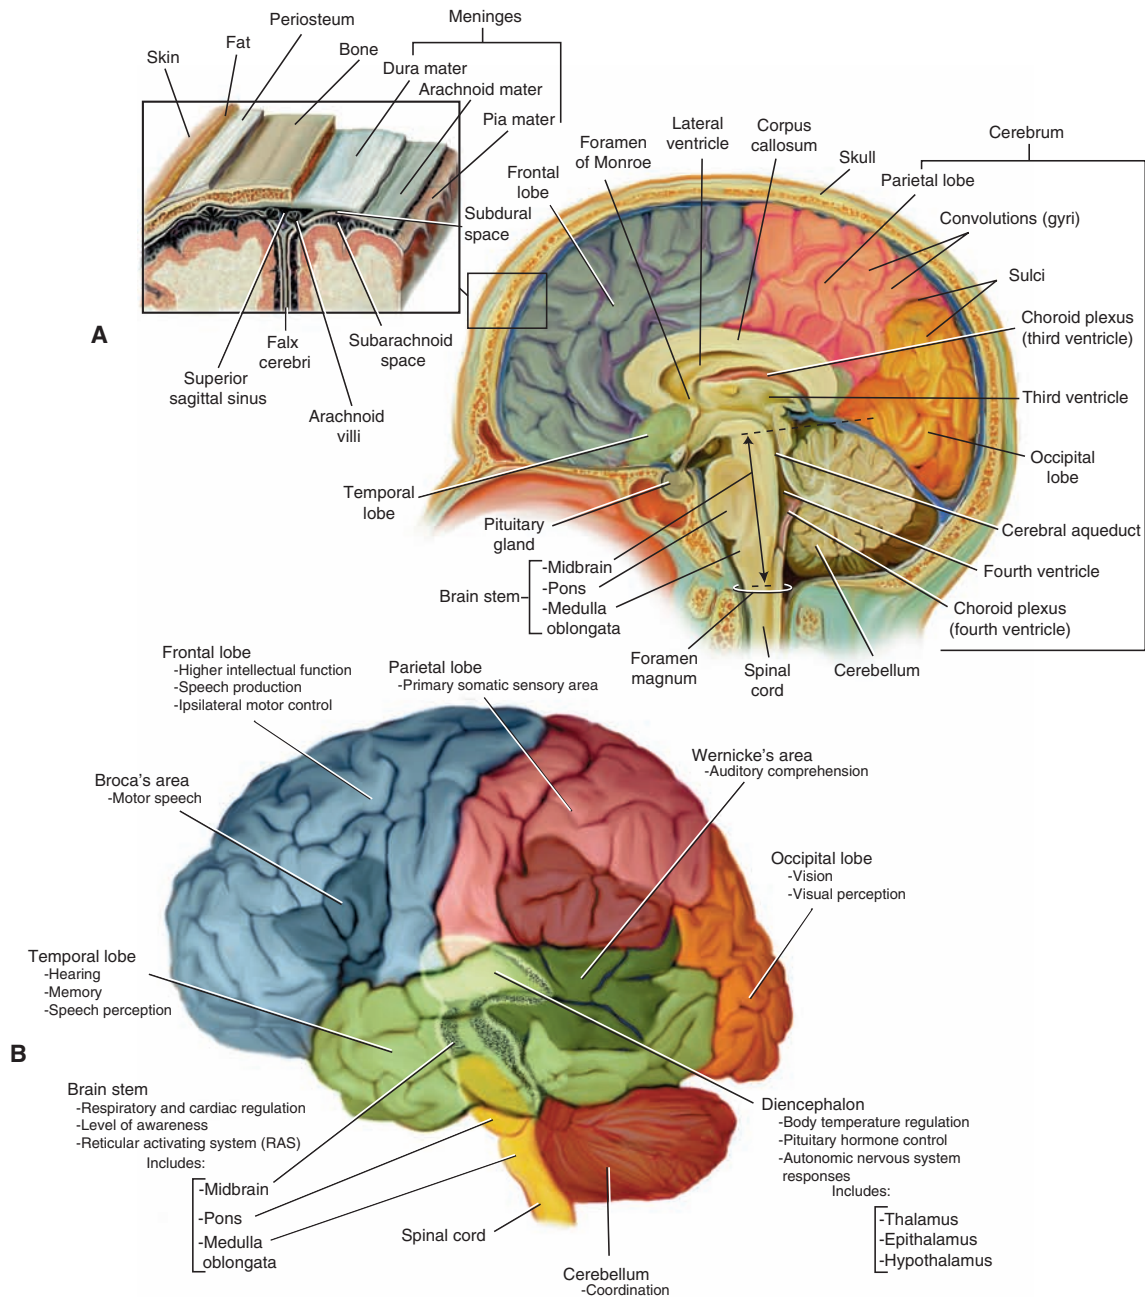 Meninges
Periosteum
Fat
Skin
Bone
Dura mater
Arachnoid mater
Pia mater
Subdural
space
Subarachnoid
space
Falx
cerebri
Superior
sagittal sinus
Arachnoid
villi
A
Foramen
of Monroe
Lateral
ventricle
Corpus
callosum
Skull
Frontal
lobe
Cerebrum
Parietal lobe
Convolutions (gyri)
Sulci
Choroid plexus
(third ventricle)
Third ventricle
Occipital
lobe
Cerebral aqueduct
Fourth ventricle
Choroid plexus
(fourth ventricle)
Cerebellum
Spinal
cord
Foramen
magnum
Temporal
lobe
Pituitary
gland
Brain stem
-Midbrain
-Pons
-Medulla
oblongata
Frontal lobe
-Higher intellectual function
-Speech production
-Ipsilateral motor control
Parietal lobe
-Primary somatic sensory area
Wernicke's area
-Auditory comprehension
Broca's area
-Motor speech
Occipital lobe
-Vision
-Visual perception
Temporal lobe
-Hearing
-Memory
-Speech perception
B
Brain stem
-Respiratory and cardiac regulation
-Level of awareness
-Reticular activating system (RAS)
Includes:
-Midbrain
-Pons
-Medulla
oblongata
Spinal cord
Cerebellum
-Coordination
Diencephalon
-Body temperature regulation
-Pituitary hormone control
-Autonomic nervous system
responses
Includes:
-Thalamus
-Epithalamus
-Hypothalamus